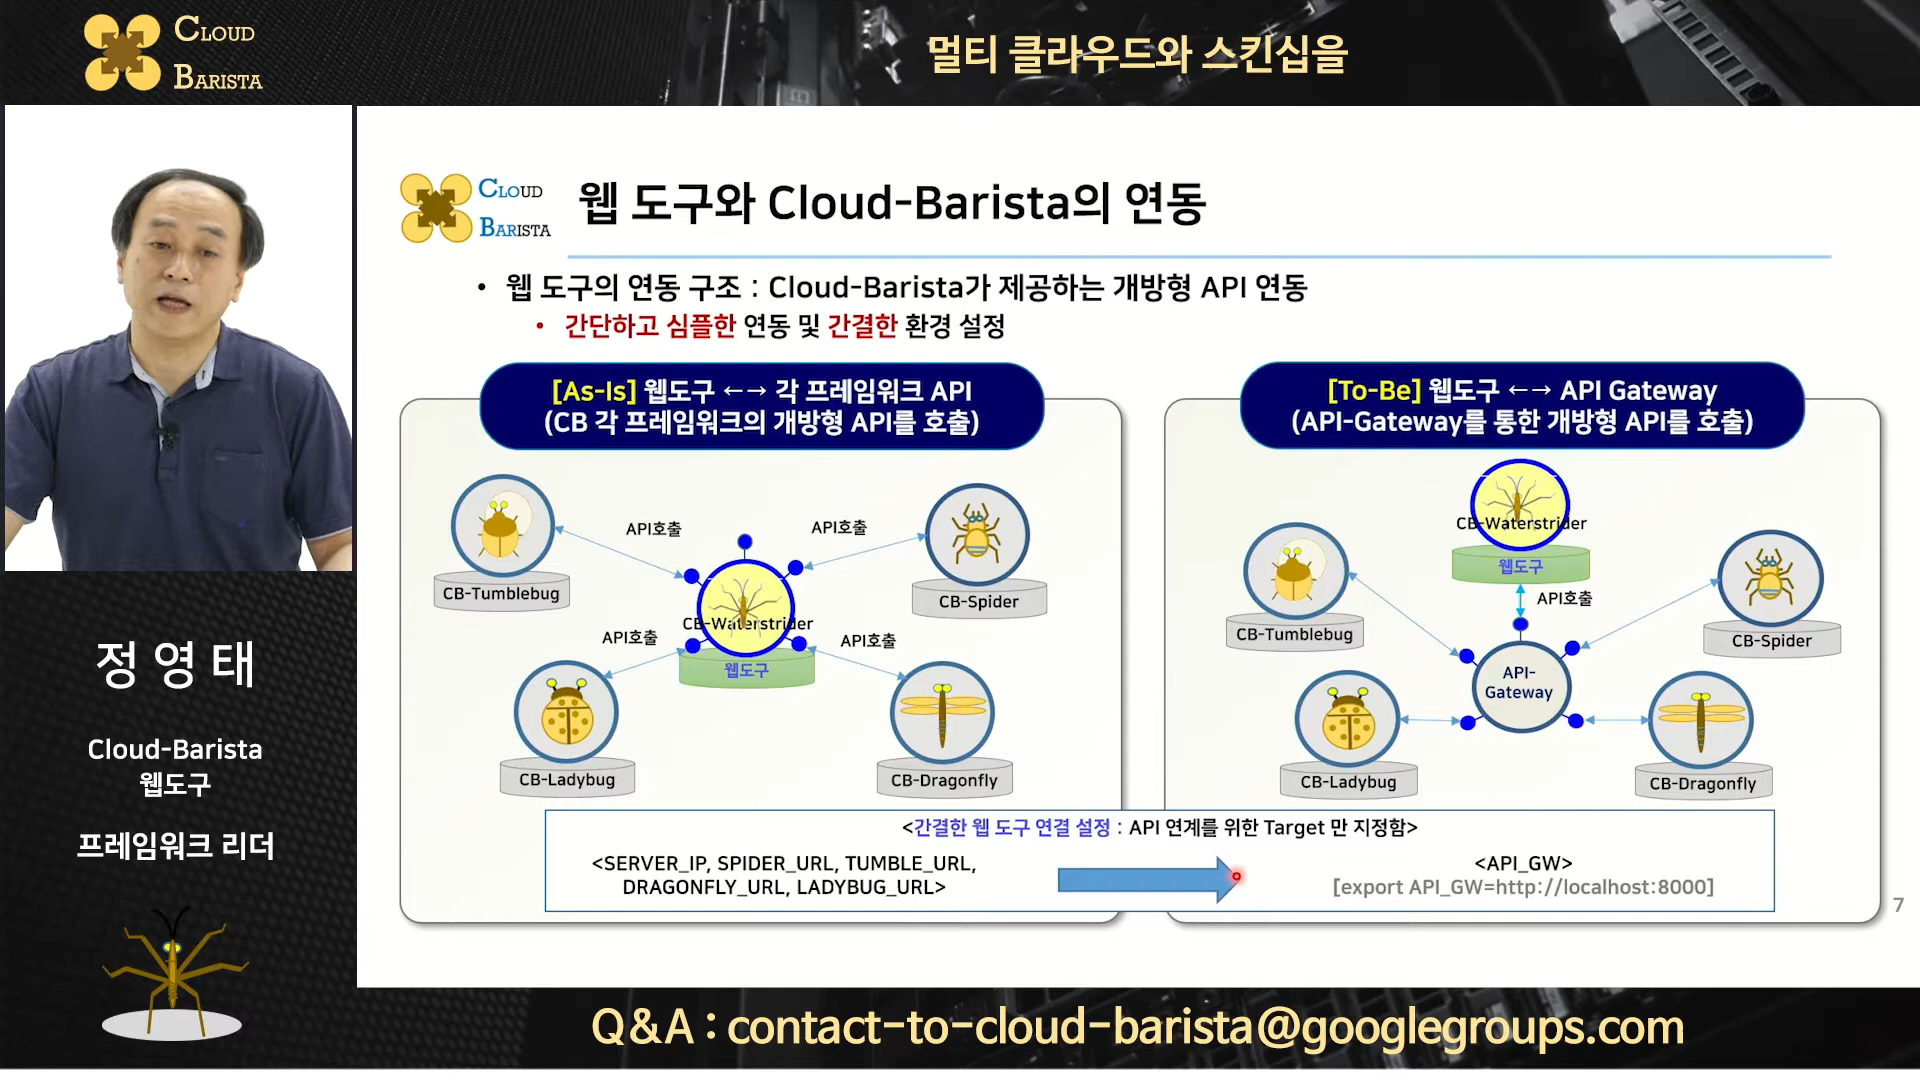 CLOUD
BARISTA
멀티 클라우드와 스킨십을
CLOUD
BARISTA
웹 도구와 Cloud-Barista의 연동
• 웹 도구의 연동 구조 : Cloud-Barista가 제공하는 개방형 API 연동
• 간단하고 심플한 연동 및 간결한 환경 설정
[As-Is] 웹도구 ←→ 각 프레임워크 API
(CB 각 프레임워크의 개방형 API를 호출)
API호출
API호출
CB-Tumblebug
CB-Spider
CB-Waterstrider
API호출
API호출
웹도구
CB-Ladybug
CB-Dragonfly
[To-Be] 웹도구 ←→ API Gateway
(API-Gateway를 통한 개방형 API를 호출)
CB-Waterstrider
웹도구
API호출
CB-Tumblebug
CB-Spider
API-
Gateway
CB-Ladybug
CB-Dragonfly
<간결한 웹 도구 연결 설정 : API 연계를 위한 Target 만 지정함>
<SERVER_IP, SPIDER_URL, TUMBLE_URL,
DRAGONFLY_URL, LADYBUG_URL>
<API_GW>
[export API_GW=http://localhost:8000]
7
정 영 태
Cloud-Barista
웹도구
프레임워크 리더
Q&A : contact-to-cloud-barista@googlegroups.com